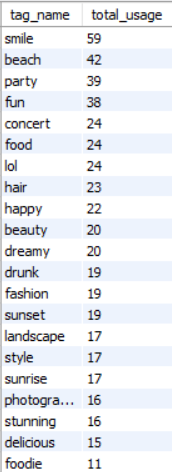 tag_name total_usage
smile 59
beach 42
party 39
fun 38
concert 24
food 24
lol 24
hair 23
happy 22
beauty 20
dreamy 20
drunk 19
fashion 19
sunset 19
landscape 17
style 17
sunrise 17
photogra... 16
stunning 16
delicious 15
foodie 11